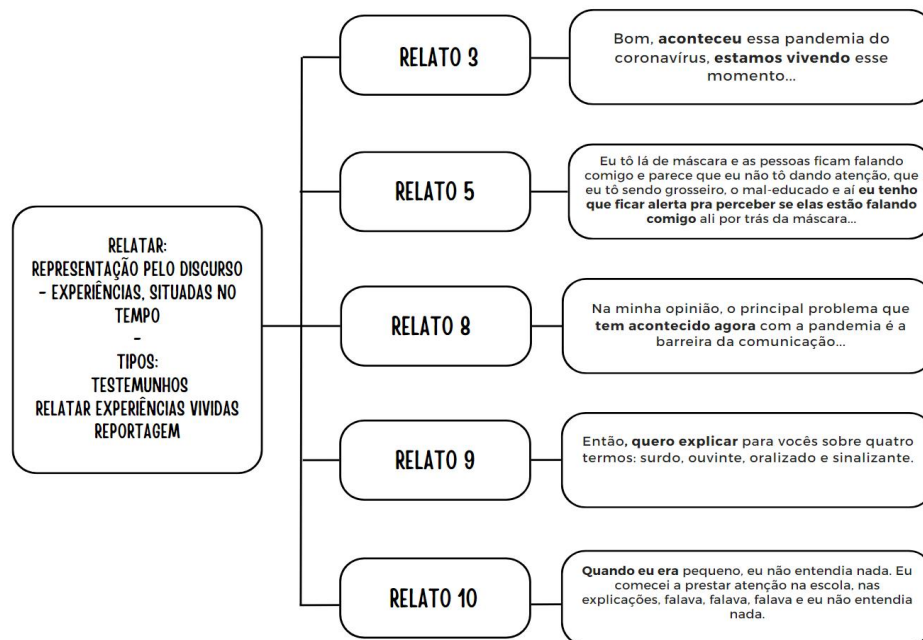 RELATAR:
REPRESENTAÇÃO PELO DISCURSO
- EXPERIÊNCIAS, SITUADAS NO
TEMPO
-
TIPOS:
TESTEMUNHOS
RELATAR EXPERIÊNCIAS VIVIDAS
REPORTAGEM
RELATO 3
Bom, aconteceu essa pandemia do
coronavírus, estamos vivendo esse
momento...
RELATO 5
Eu tô lá de máscara e as pessoas ficam falando
comigo e parece que eu não tô dando atenção, que
eu tô sendo grosseiro, o mal-educado e aí eu tenho
que ficar alerta pra perceber se elas estão falando
comigo ali por trás da máscara...
RELATO 8
Na minha opinião, o principal problema que
tem acontecido agora com a pandemia é a
barreira da comunicação...
RELATO 9
Então, quero explicar para vocês sobre quatro
termos: surdo, ouvinte, oralizado e sinalizante.
RELATO 10
Quando eu era pequeno, eu não entendia nada. Eu
comecei a prestar atenção na escola, nas
explicações, falava, falava, falava e eu não entendia
nada.